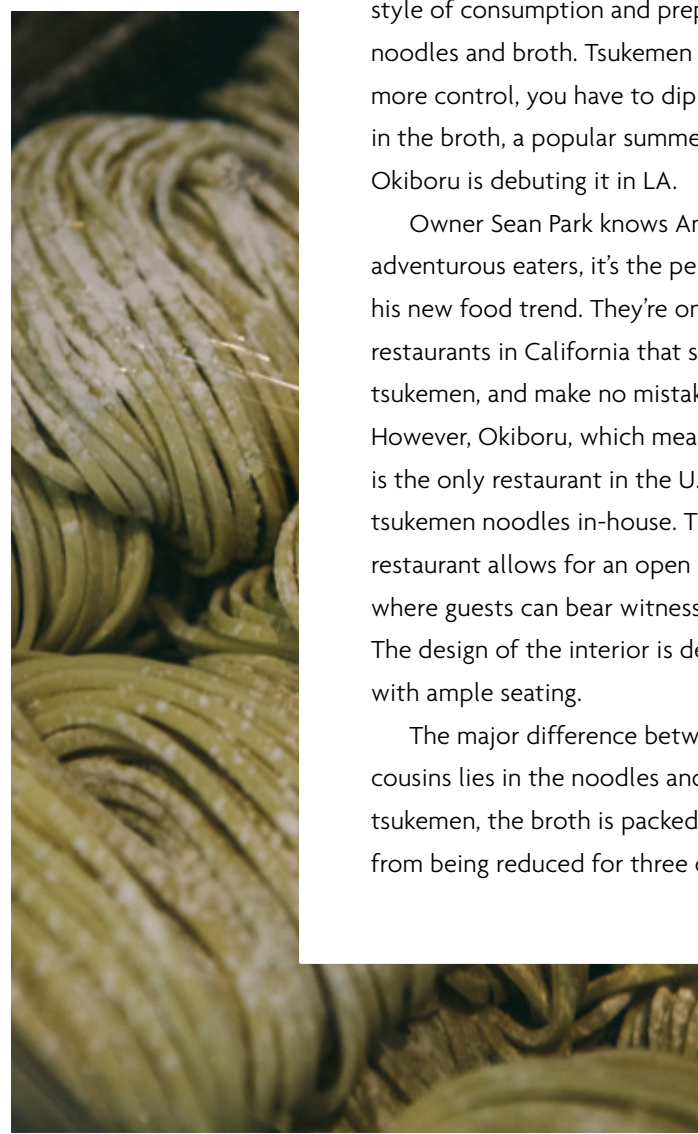 style of consumption and prep
noodles and broth. Tsukemen
more control, you have to dip
in the broth, a popular summe
Okiboru is debuting it in LA.
Owner Sean Park knows An
adventurous eaters, it’s the pe
his new food trend. They’re on
restaurants in California that s
tsukemen, and make no mistak
However, Okiboru, which mea
is the only restaurant in the U.
tsukemen noodles in-house. T
restaurant allows for an open
where guests can bear witness
The design of the interior is de
with ample seating.
The major difference betw
cousins lies in the noodles and
tsukemen, the broth is packed
from being reduced for three